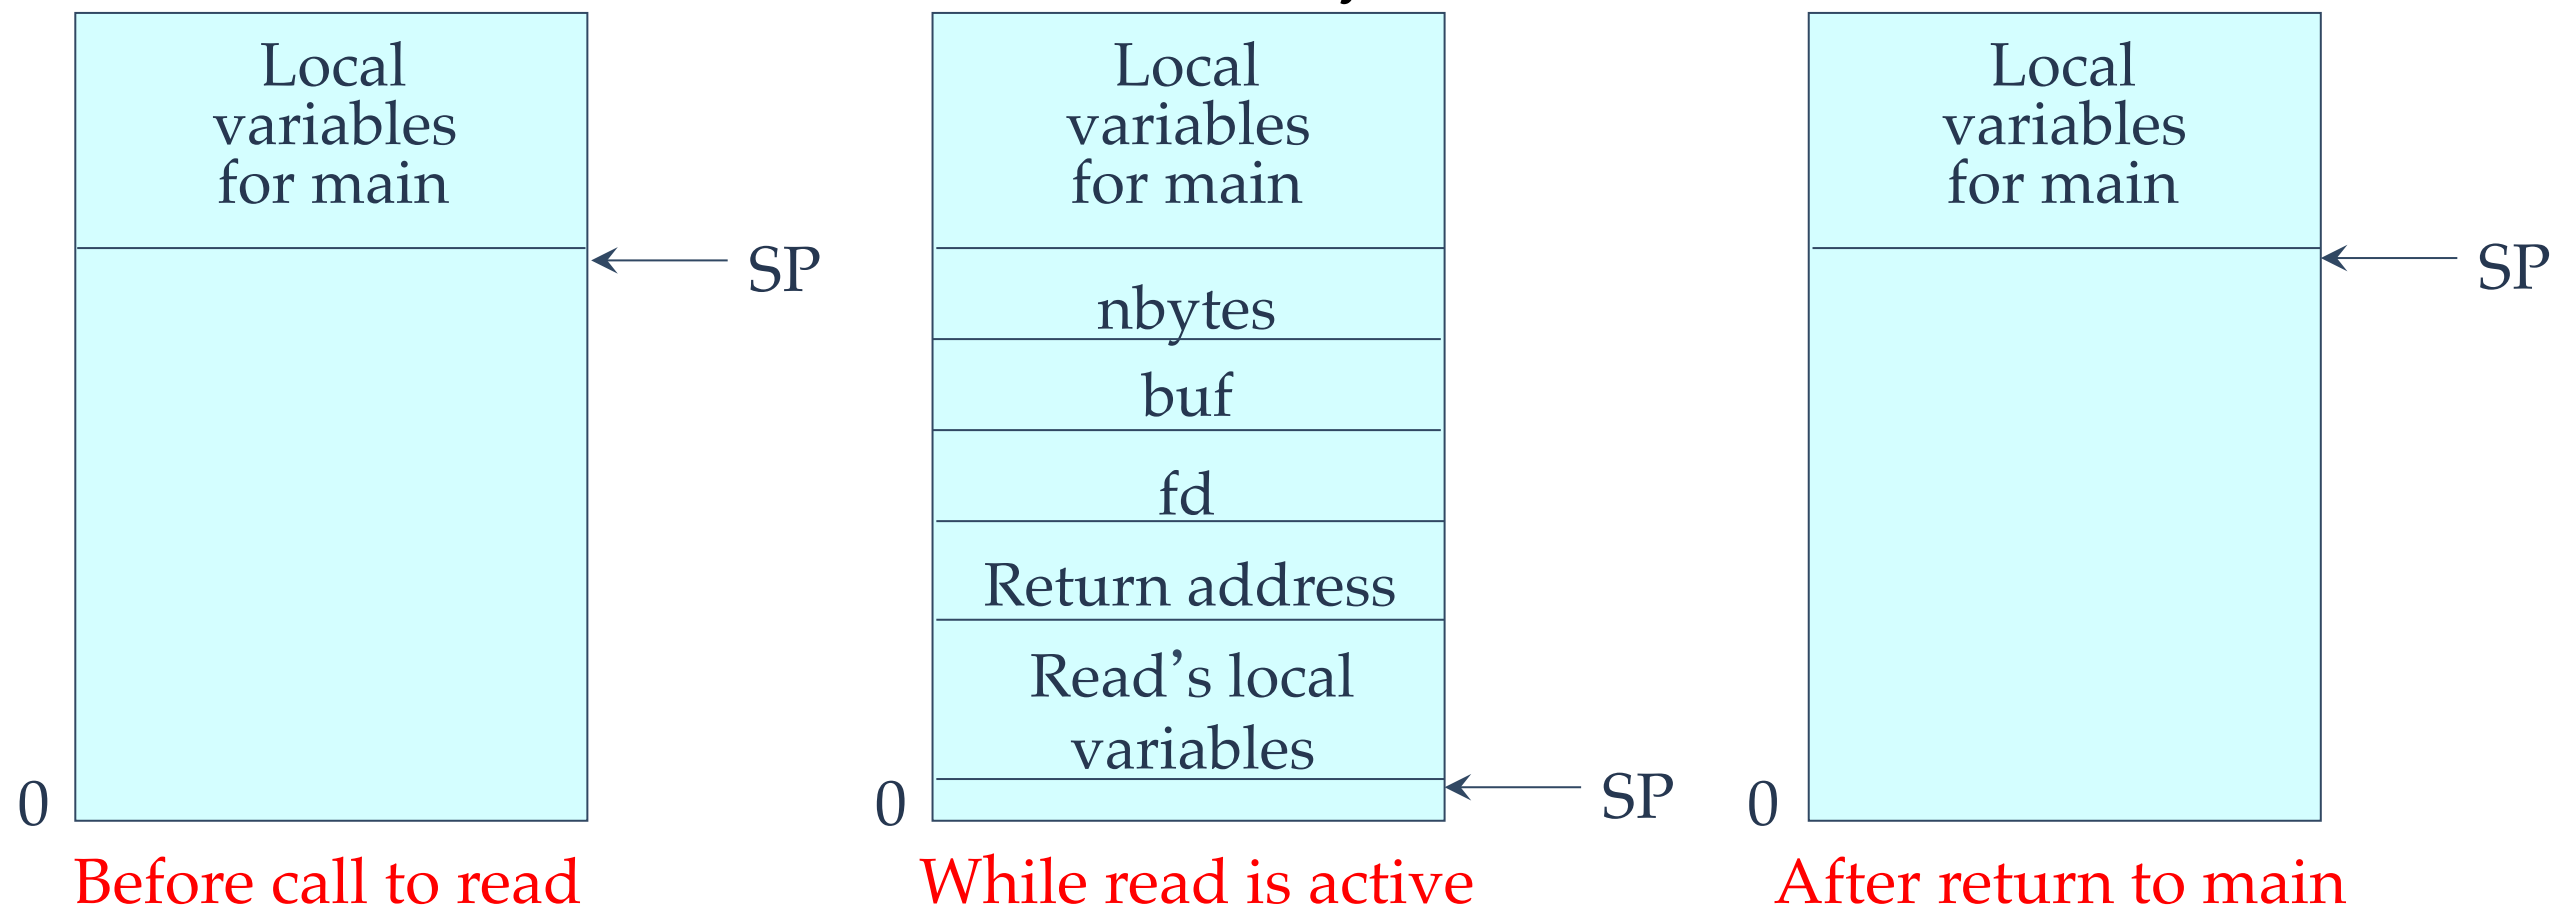 Local
variables
for main
SP
0
Before call to read
Local
variables
for main
nbytes
buf
fd
Return address
Read’s local
variables
SP
0
While read is active
Local
variables
for main
SP
0
After return to main